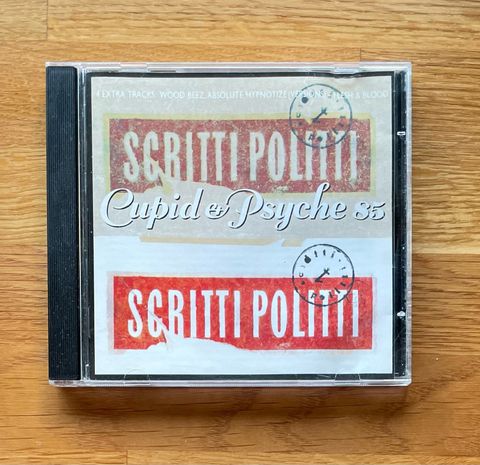 4 EXTRA TRACKS: WOOD BEEZ, ABSOLUTE, HYPNOTIZE (VERSIONS) + FLESH & BLOOD
SCRITTI POLITTI
Cupid & Psyche 85
SCRITTI POLITTI